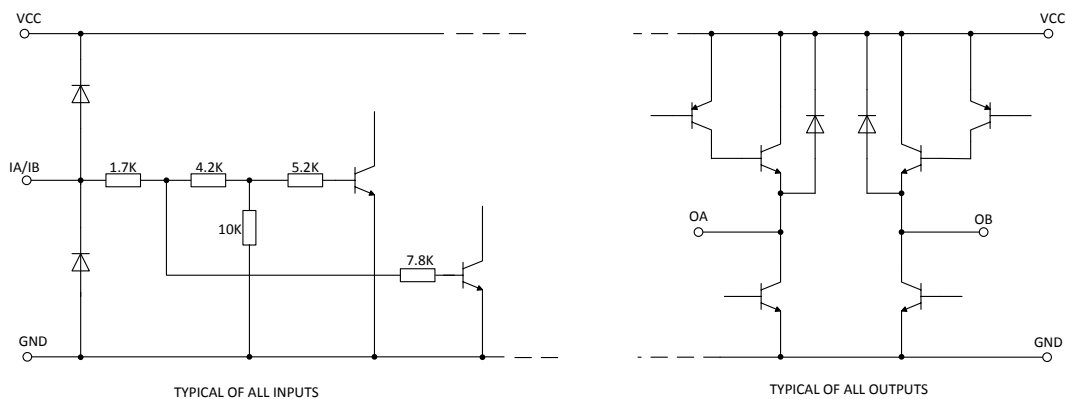 VCC
IA/IB
1.7K
4.2K
5.2K
10K
7.8K
GND
TYPICAL OF ALL INPUTS
VCC
OA
OB
GND
TYPICAL OF ALL OUTPUTS